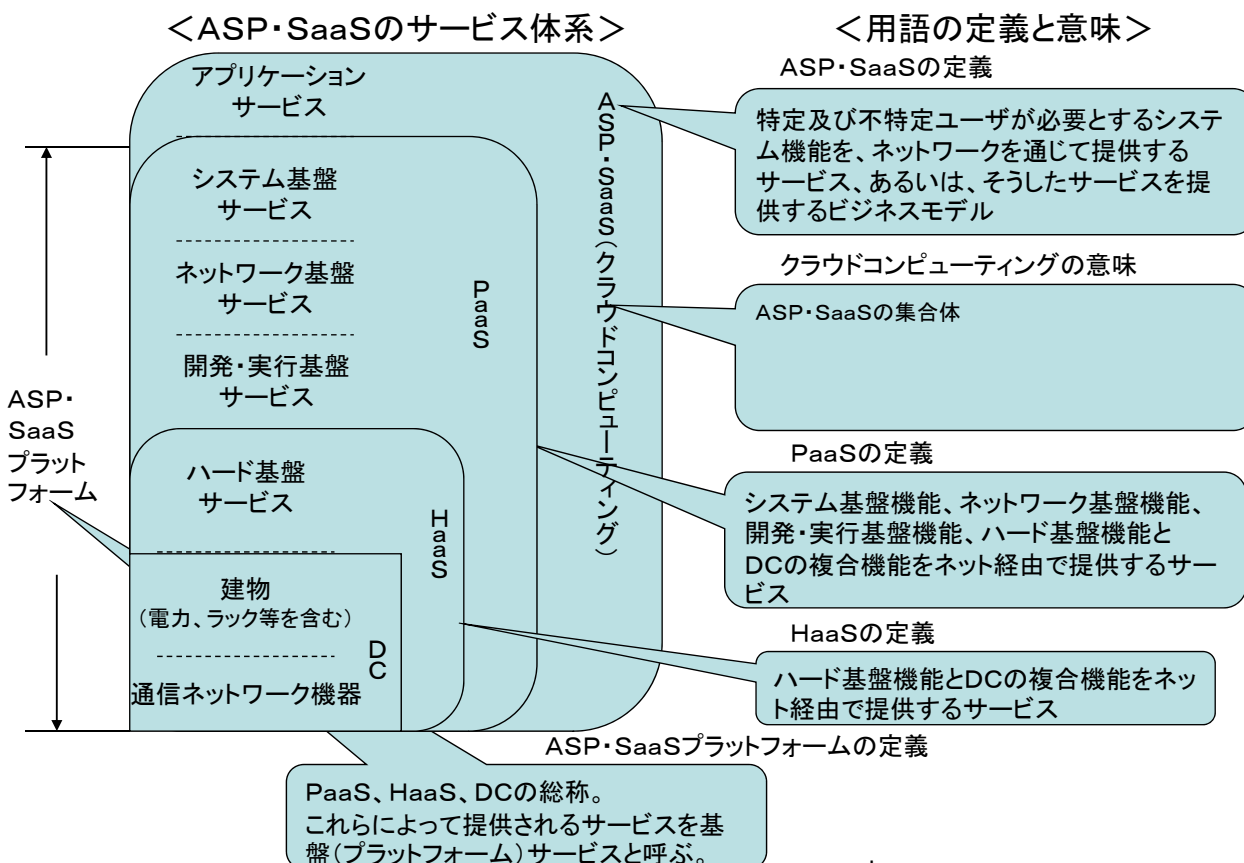 ＜ASP・SaaSのサービス体系＞
アプリケーション
サービス
システム基盤
サービス
ネットワーク基盤
サービス
開発・実行基盤
サービス
ハード基盤
サービス
建物
(電力、ラック等を含む)
通信ネットワーク機器
DC
HaaS
PaaS
ASP・SaaS(クラウドコンピューティング)
ASP・
SaaS
プラット
フォーム
＜用語の定義と意味＞
ASP・SaaSの定義
特定及び不特定ユーザが必要とするシステ
ム機能を、ネットワークを通じて提供する
サービス、あるいは、そうしたサービスを提
供するビジネスモデル
クラウドコンピューティングの意味
ASP・SaaSの集合体
PaaSの定義
システム基盤機能、ネットワーク基盤機能、
開発・実行基盤機能、ハード基盤機能と
DCの複合機能をネット経由で提供するサー
ビス
HaaSの定義
ハード基盤機能とDCの複合機能をネッ
ト経由で提供するサービス
ASP・SaaSプラットフォームの定義
PaaS、HaaS、DCの総称。
これらによって提供されるサービスを基
盤(プラットフォーム)サービスと呼ぶ。